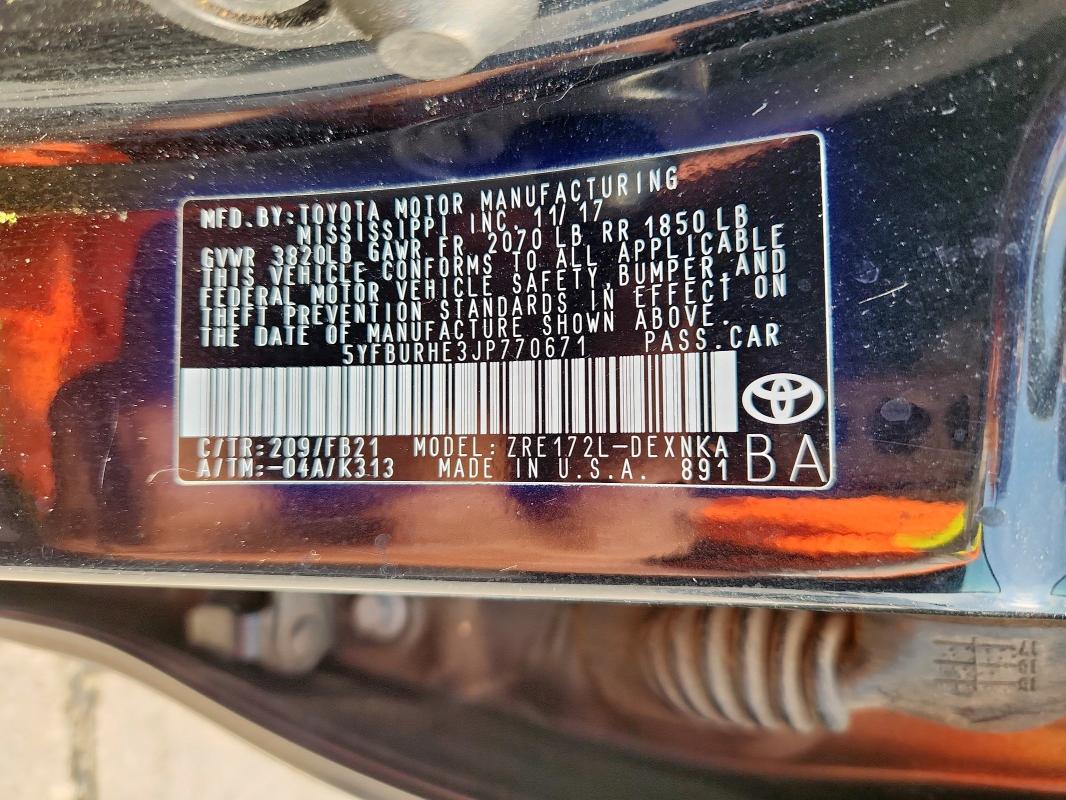 MFD.BY:TOYOTA MOTOR MANUFACTURING
MISSISSIPPI INC. 11/17
GVWR 3820LB GAWR FR 2070 LB RR 1850 LB
THIS VEHICLE CONFORMS TO ALL APPLICABLE
FEDERAL MOTOR VEHICLE SAFETY,BUMPER,AND
THEFT PREVENTION STANDARDS IN EFFECT ON
THE DATE OF MANUFACTURE SHOWN ABOVE.
5YFBURHE3JP770671 PASS.CAR
C/TR:209/FB21 MODEL:ZRE172L-DEXNKA
A/TM:-04A/K313 MADE IN U.S.A. 891 BA